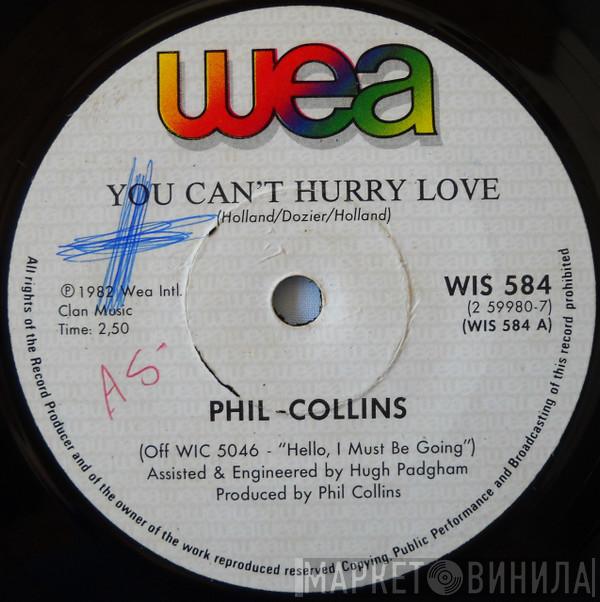 wea
YOU CAN'T HURRY LOVE
(Holland/Dozier/Holland)
℗ 1982 Wea Intl.
Clan Music
Time: 2,50
WIS 584
(2 59980-7)
(WIS 584 A)
AS
PHIL COLLINS
(Off WIC 5046 - "Hello, I Must Be Going")
Assisted & Engineered by Hugh Padgham
Produced by Phil Collins
All rights of the Record Producer and of the owner of the work reproduced reserved. Copying, Public Performance and Broadcasting of this record prohibited
МАРКЕТ ВИНИЛА